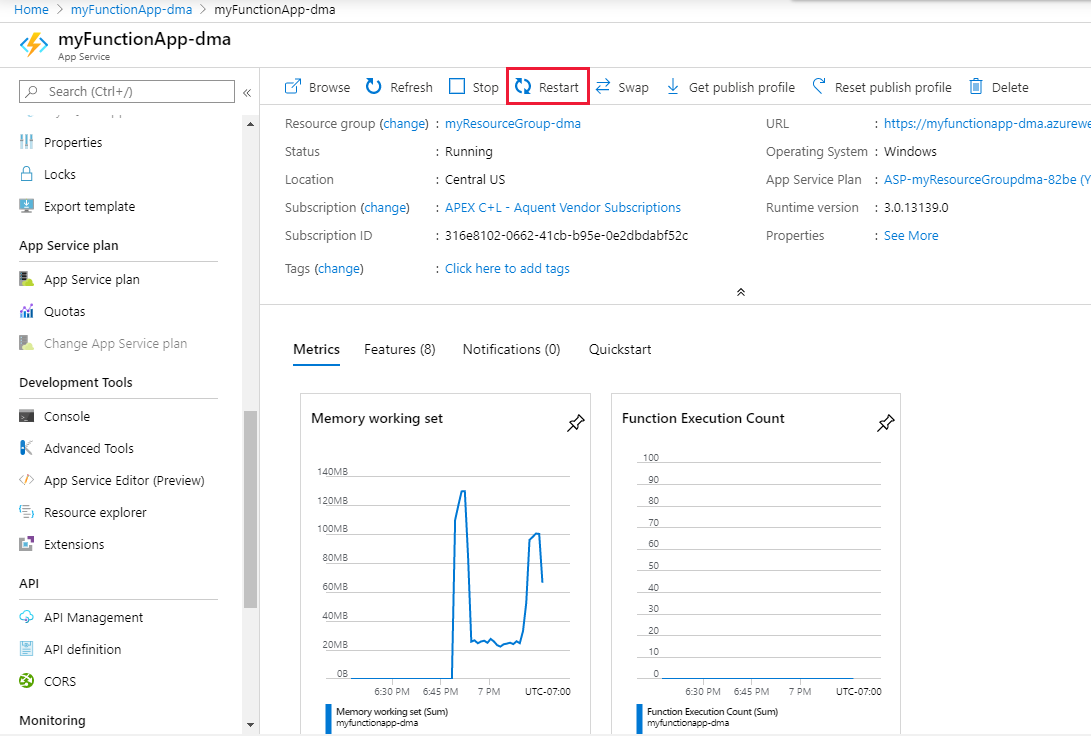 Home > myFunctionApp-dma > myFunctionApp-dma
myFunctionApp-dma
App Service
Search (Ctrl+/)
«
Browse Refresh Stop Restart Swap Get publish profile Reset publish profile Delete
Properties
Locks
Export template
App Service plan
App Service plan
Quotas
Change App Service plan
Development Tools
Console
Advanced Tools
App Service Editor (Preview)
Resource explorer
Extensions
API
API Management
API definition
CORS
Monitoring
Resource group (change) : myResourceGroup-dma
Status : Running
Location : Central US
Subscription (change) : APEX C+L - Aquent Vendor Subscriptions
Subscription ID : 316e8102-0662-41cb-b95e-0e2dbdabf52c
Tags (change) : Click here to add tags
URL : https://myfunctionapp-dma.azurewe
Operating System : Windows
App Service Plan : ASP-myResourceGroupdma-82be (Y
Runtime version : 3.0.13139.0
Properties : See More
Metrics Features (8) Notifications (0) Quickstart
Memory working set
140MB
120MB
100MB
80MB
60MB
40MB
20MB
0B
6:30 PM 6:45 PM 7 PM UTC-07:00
Memory working set (Sum)
myfunctionapp-dma
Function Execution Count
100
90
80
70
60
50
40
30
20
10
0
6:30 PM 6:45 PM 7 PM UTC-07:00
Function Execution Count (Sum)
myfunctionapp-dma